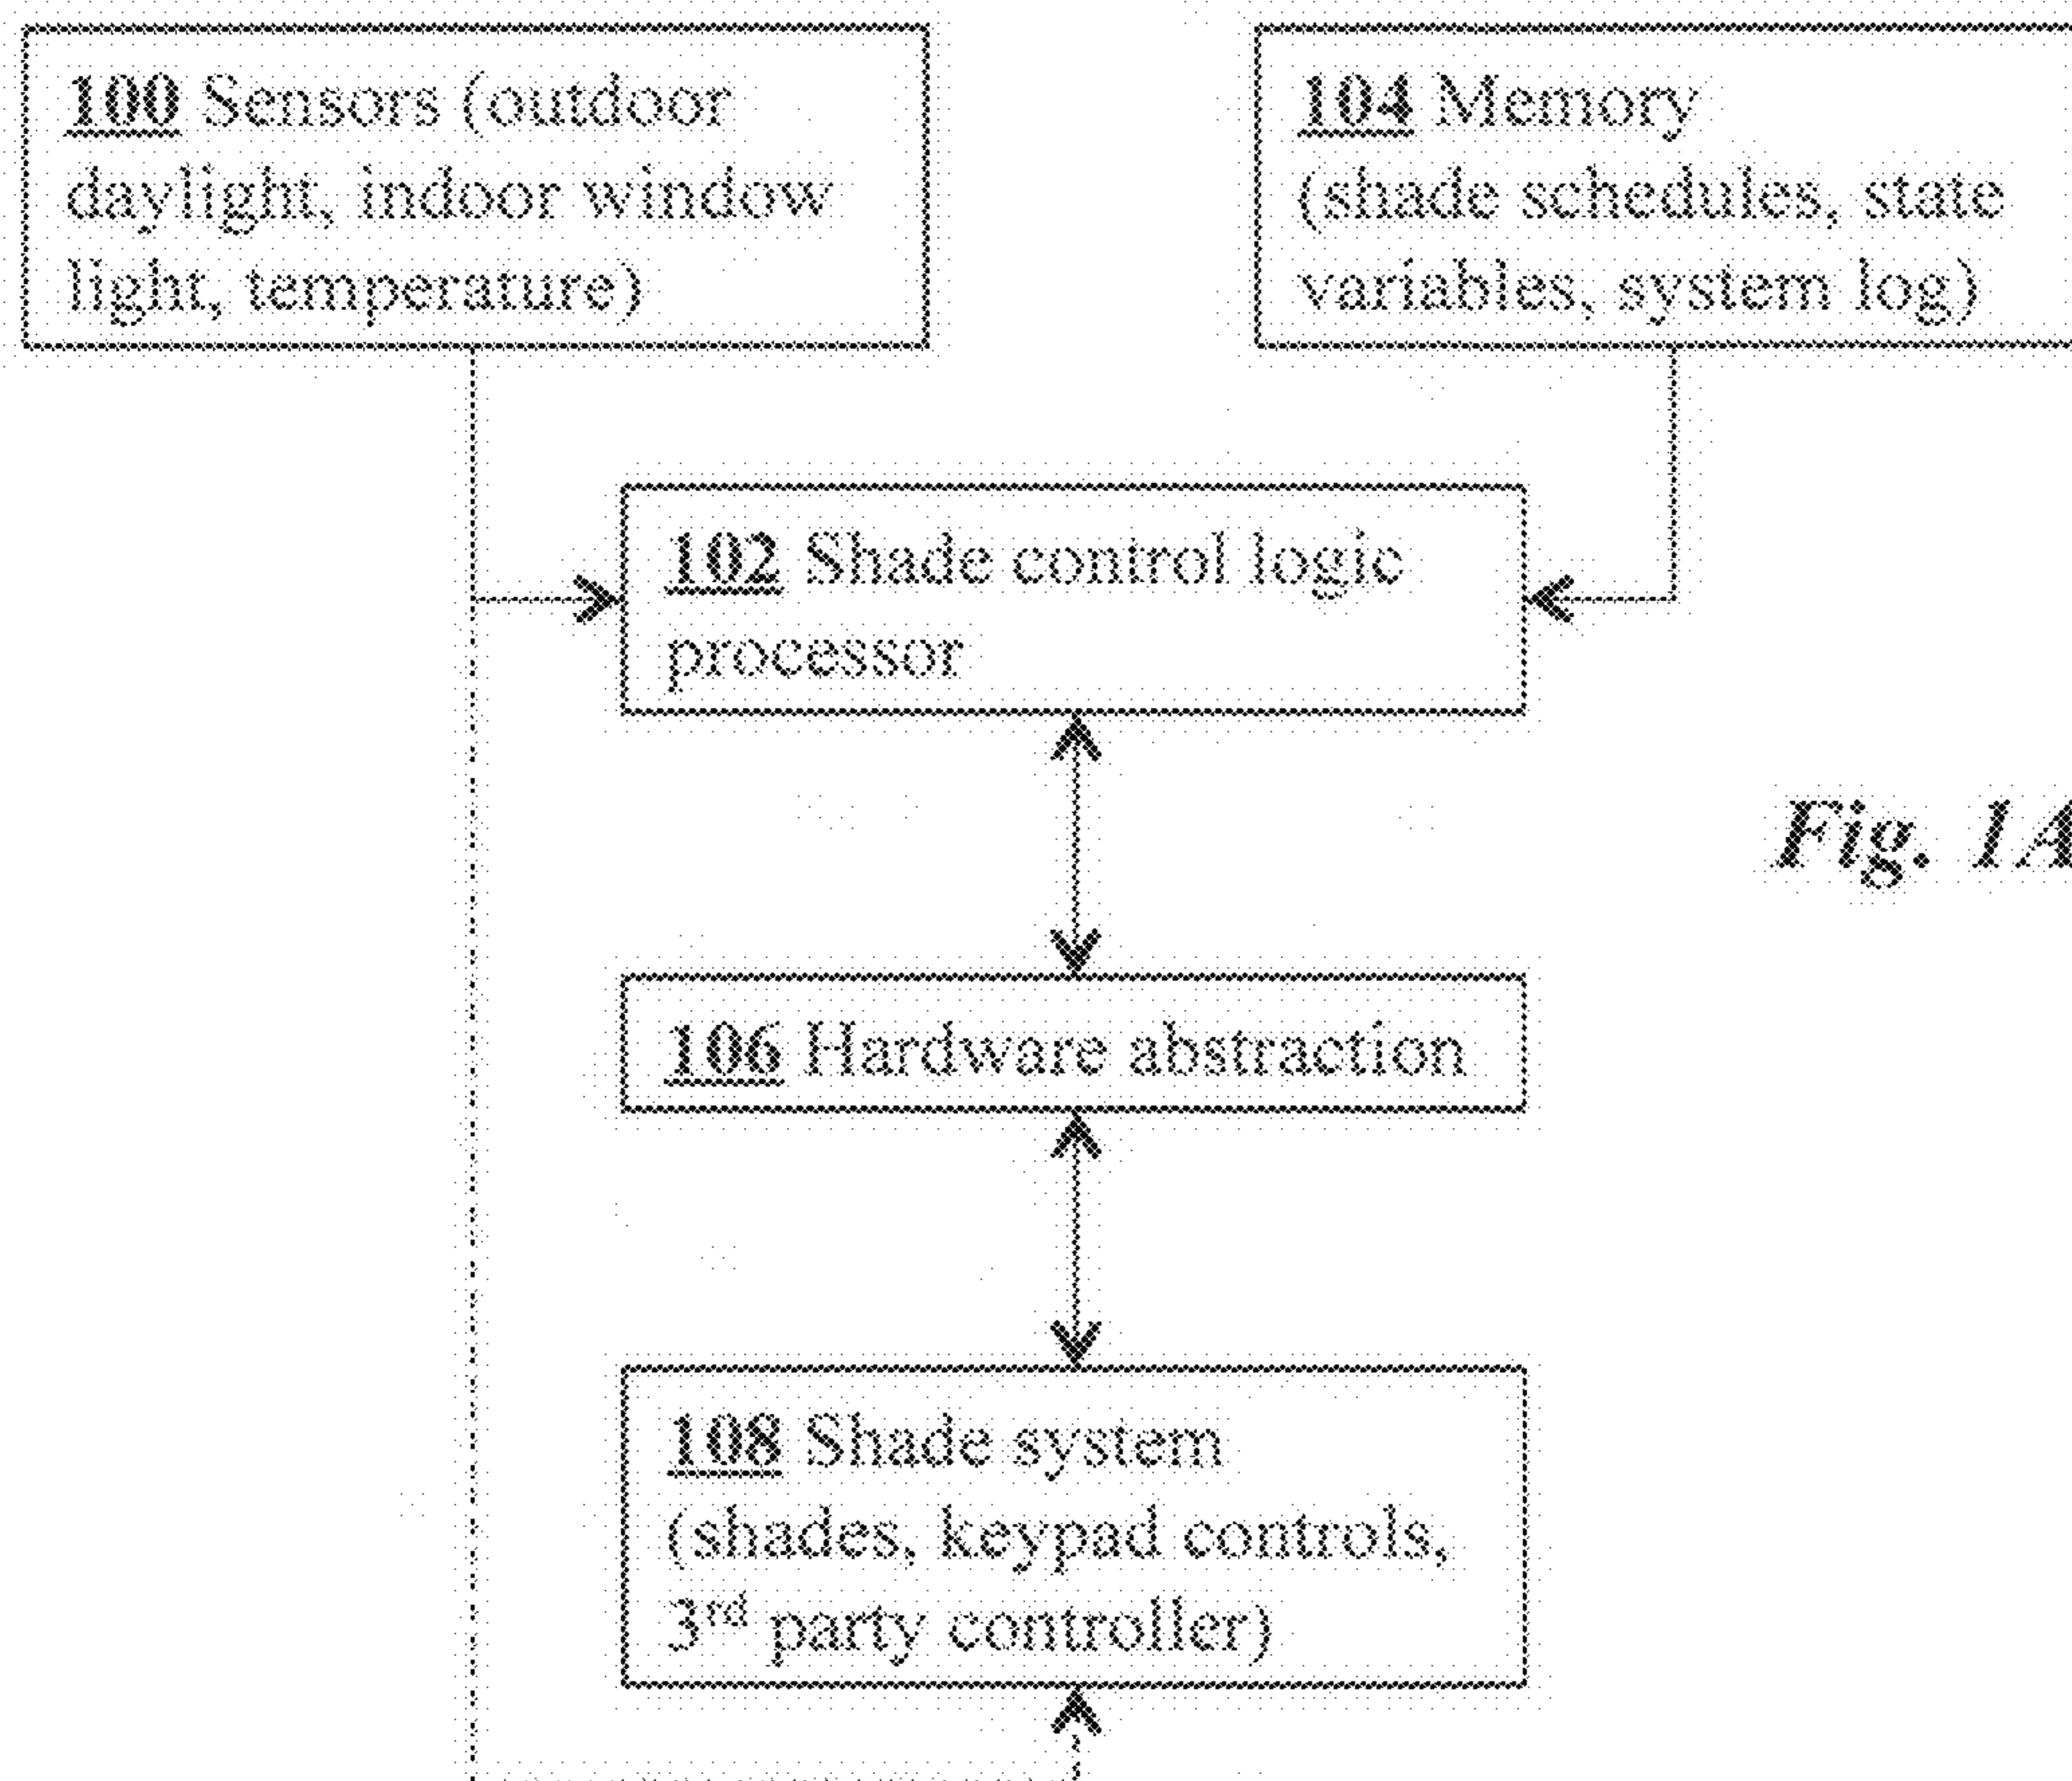 100 Sensors (outdoor
daylight, indoor window
light, temperature)
104 Memory
(shade schedules, state
variables, system log)
102 Shade control logic
processor
Fig. 1A
106 Hardware abstraction
108 Shade system
(shades, keypad controls,
3rd party controller)